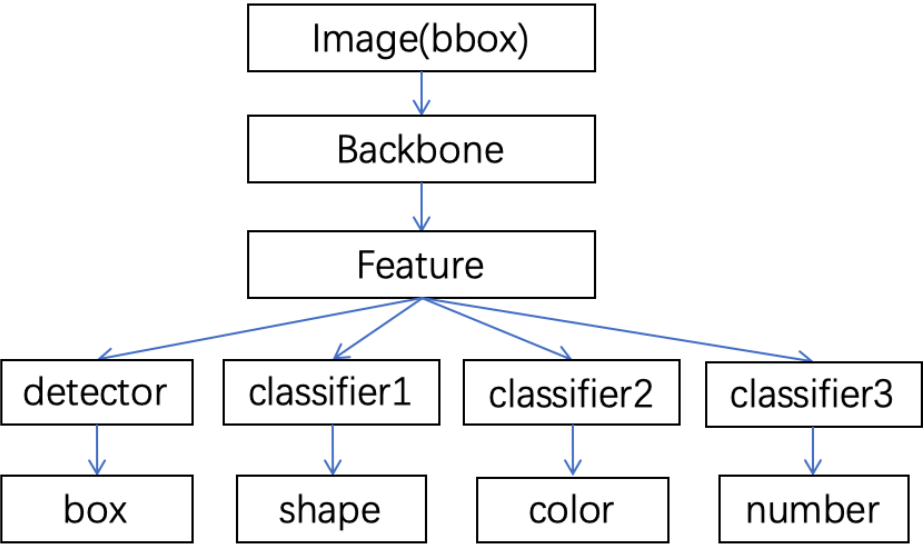 Image(bbox)
Backbone
Feature
detector classifier1 classifier2 classifier3
box shape color number